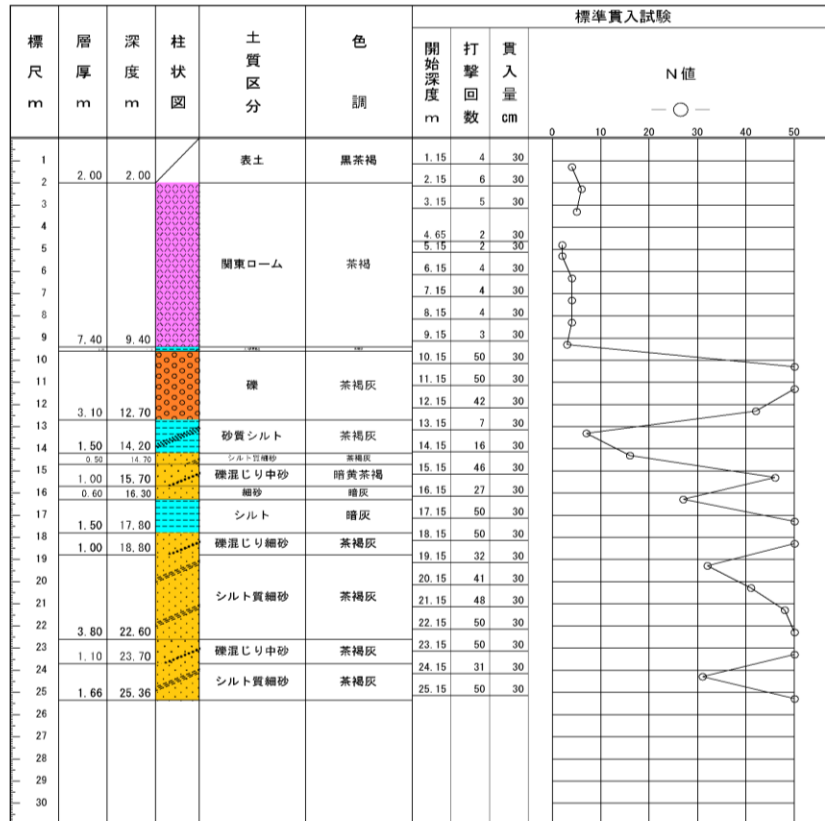 標準貫入試験
標尺 m
層厚 m
深度 m
柱状図
土質区分
色調
開始深度 m
打撃回数
貫入量 cm
N値
0 10 20 30 40 50
1
2
3
4
5
6
7
8
9
10
11
12
13
14
15
16
17
18
19
20
21
22
23
24
25
26
27
28
29
30
2.00 2.00 表土 黒茶褐
7.40 9.40 関東ローム 茶褐
3.10 12.70 礫 茶褐灰
1.50 14.20 砂質シルト 茶褐灰
0.50 14.70 シルト質細砂 茶褐灰
1.00 15.70 礫混じり中砂 暗黄茶褐
0.60 16.30 細砂 暗灰
1.50 17.80 シルト 暗灰
1.00 18.80 礫混じり細砂 茶褐灰
3.80 22.60 シルト質細砂 茶褐灰
1.10 23.70 礫混じり中砂 茶褐灰
1.66 25.36 シルト質細砂 茶褐灰
1.15 4 30
2.15 6 30
3.15 5 30
4.65 2 30
5.15 2 30
6.15 4 30
7.15 4 30
8.15 4 30
9.15 3 30
10.15 50 30
11.15 50 30
12.15 42 30
13.15 7 30
14.15 16 30
15.15 46 30
16.15 27 30
17.15 50 30
18.15 50 30
19.15 32 30
20.15 41 30
21.15 48 30
22.15 50 30
23.15 50 30
24.15 31 30
25.15 50 30